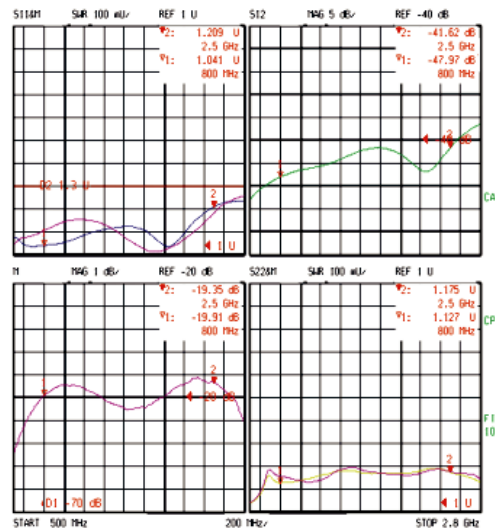 S11&M SWR 100 mU/ REF 1 U
2: 1.209 U
2.5 GHz
1: 1.041 U
800 MHz
D2 1.3 U
2
1 U
S12 MAG 5 dB/ REF -40 dB
2: -41.62 dB
2.5 GHz
1: -47.97 dB
800 MHz
1
2
CA
M MAG 1 dB/ REF -20 dB
2: -19.35 dB
2.5 GHz
1: -19.91 dB
800 MHz
1
2
D1 -70 dB
S22&M SWR 100 mU/ REF 1 U
2: 1.175 U
2.5 GHz
1: 1.127 U
800 MHz
2
1 U
CP
FI
10
START 500 MHz 200 MHz/ STOP 2.8 GHz